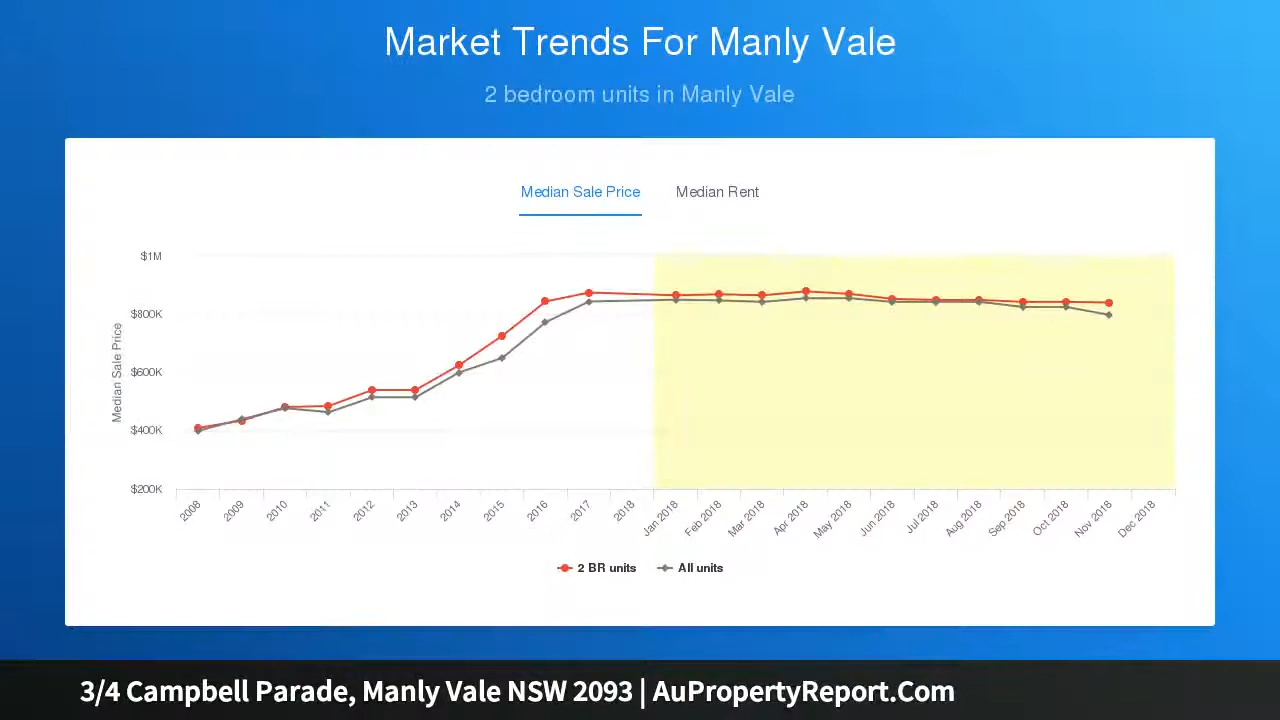 Market Trends For Manly Vale
2 bedroom units in Manly Vale
Median Sale Price Median Rent
Median Sale Price
$1M
$800K
$600K
$400K
$200K
2008 2009 2010 2011 2012 2013 2014 2015 2016 2017 2018 Jan 2018 Feb 2018 Mar 2018 Apr 2018 May 2018 Jun 2018 Jul 2018 Aug 2018 Sep 2018 Oct 2018 Nov 2018 Dec 2018
2 BR units All units
3/4 Campbell Parade, Manly Vale NSW 2093 | AuPropertyReport.Com